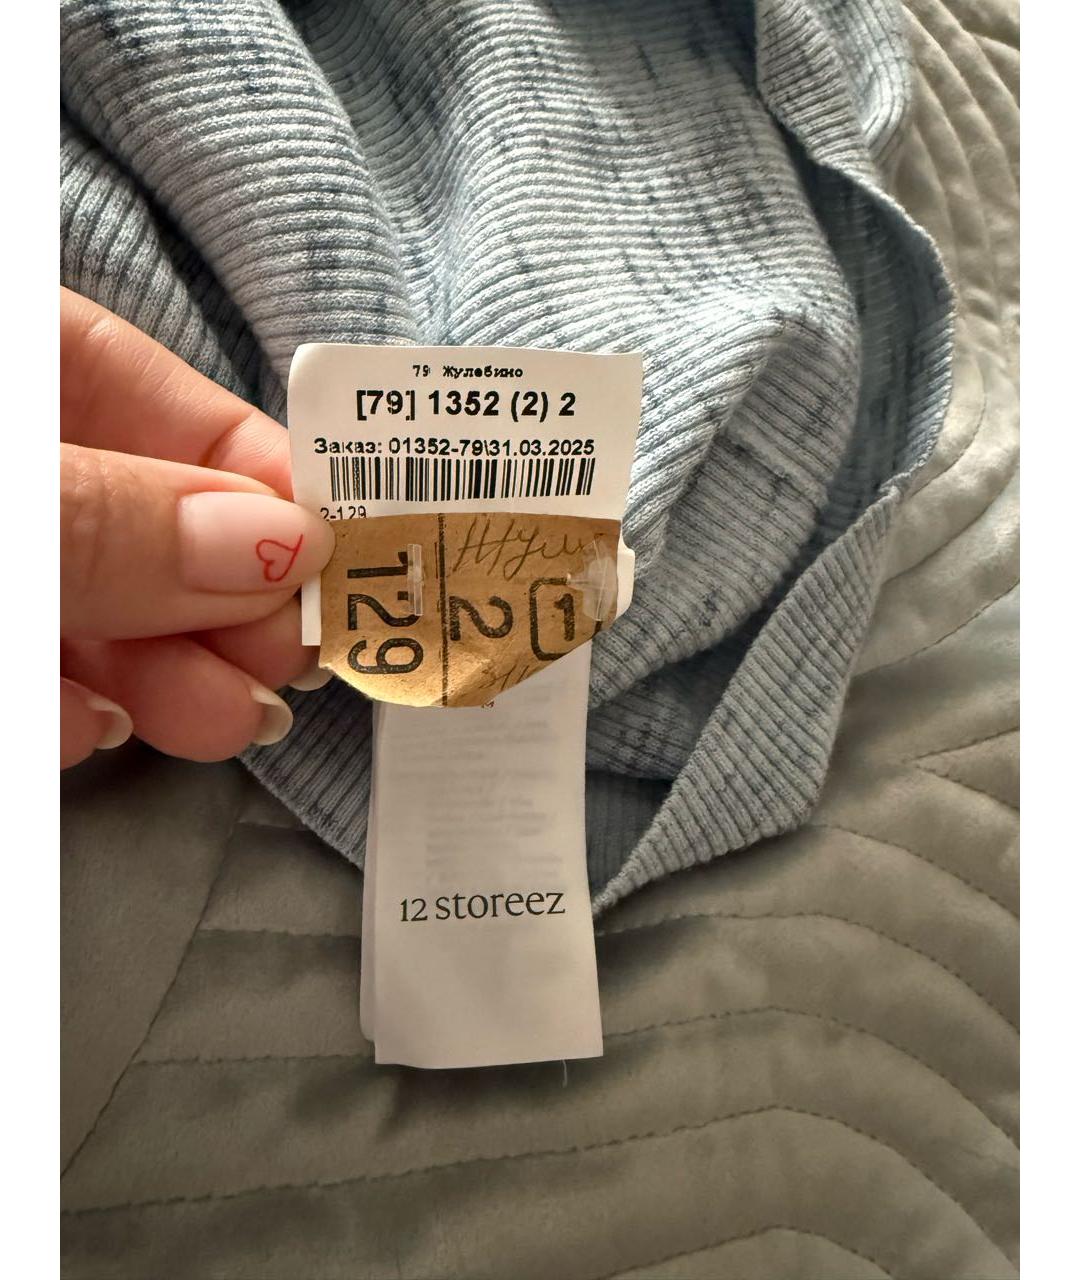 79 Жулебино
[79] 1352 (2) 2
Заказ: 01352-79\31.03.2025
2-129
129
2
1
12 storeez